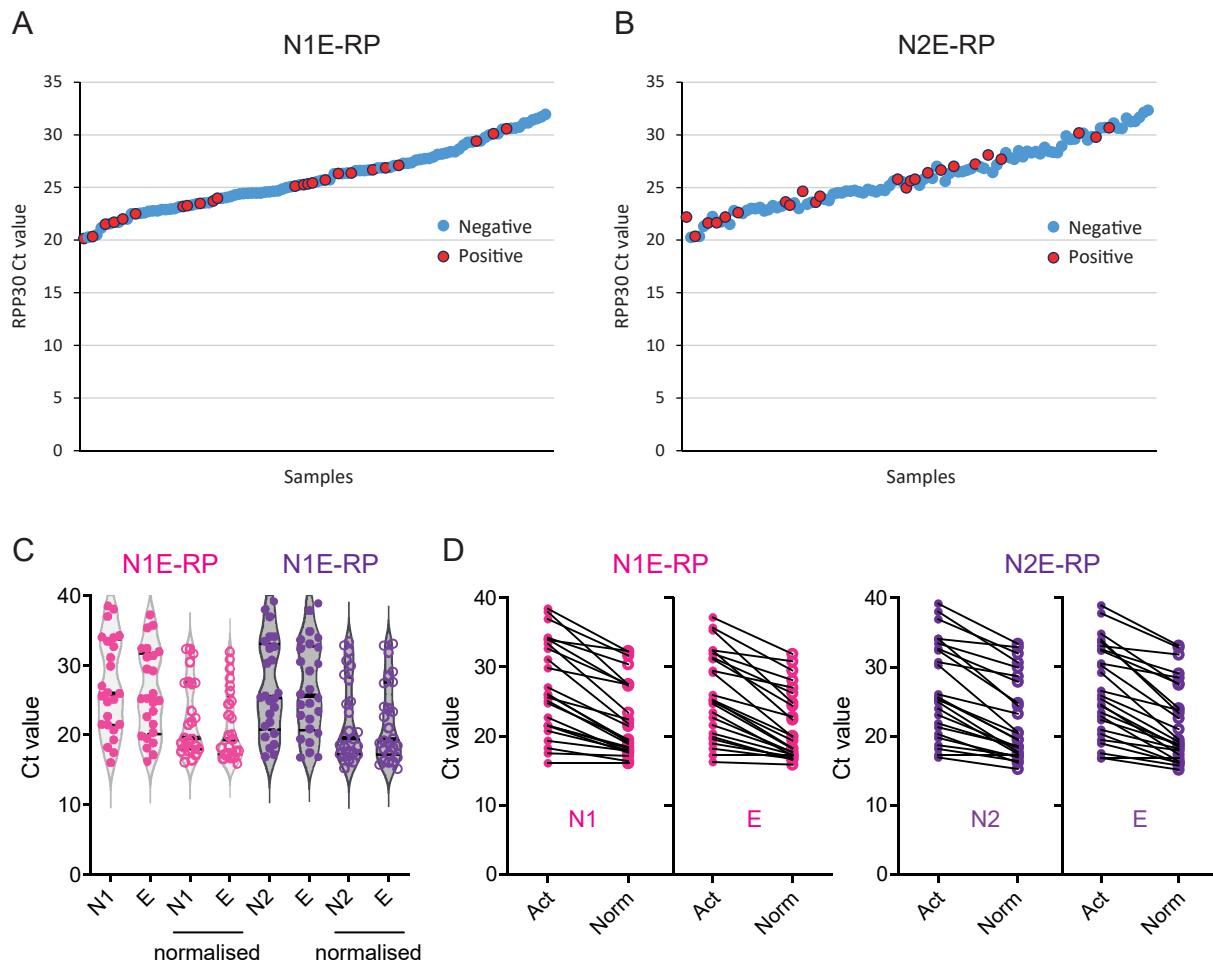 A
N1E-RP
35
30
25
20
15
10
5
0
RPP30 Ct value
Negative
Positive
Samples
B
N2E-RP
35
30
25
20
15
10
5
0
RPP30 Ct value
Negative
Positive
Samples
C
N1E-RP
N1E-RP
40
30
20
10
0
Ct value
N1
E
N1
E
N2
E
N2
E
normalised
normalised
D
N1E-RP
40
30
20
10
0
Ct value
N1
E
Act
Norm
Act
Norm
N2E-RP
40
30
20
10
0
Ct value
N2
E
Act
Norm
Act
Norm